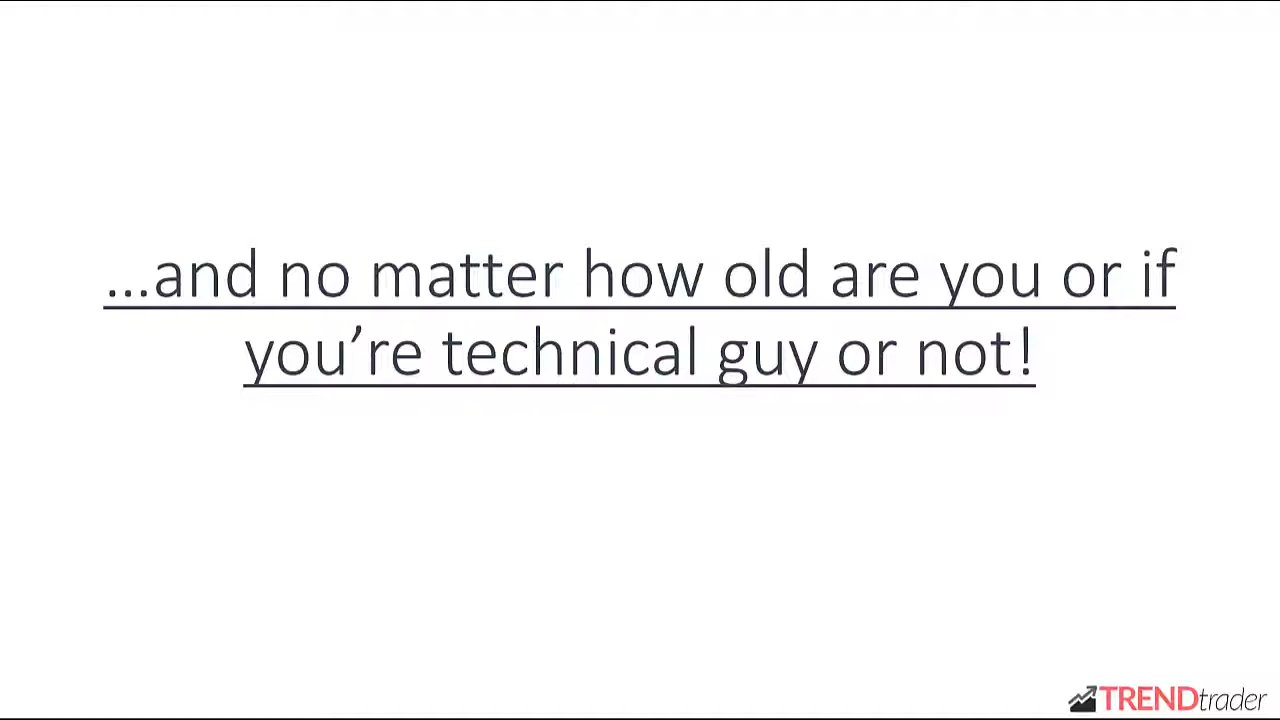 ...and no matter how old are you or if
you’re technical guy or not!
TRENDtrader